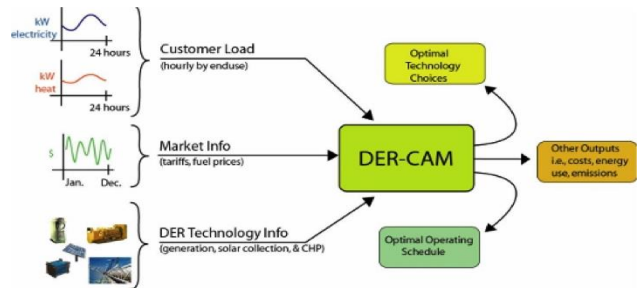 kW
electricity
24 hours
kW
heat
24 hours
Customer Load
(hourly by enduse)
$
Jan. Dec.
Market Info
(tariffs, fuel prices)
DER Technology Info
(generation, solar collection, & CHP)
DER-CAM
Optimal
Technology
Choices
Other Outputs
i.e., costs, energy
use, emissions
Optimal Operating
Schedule